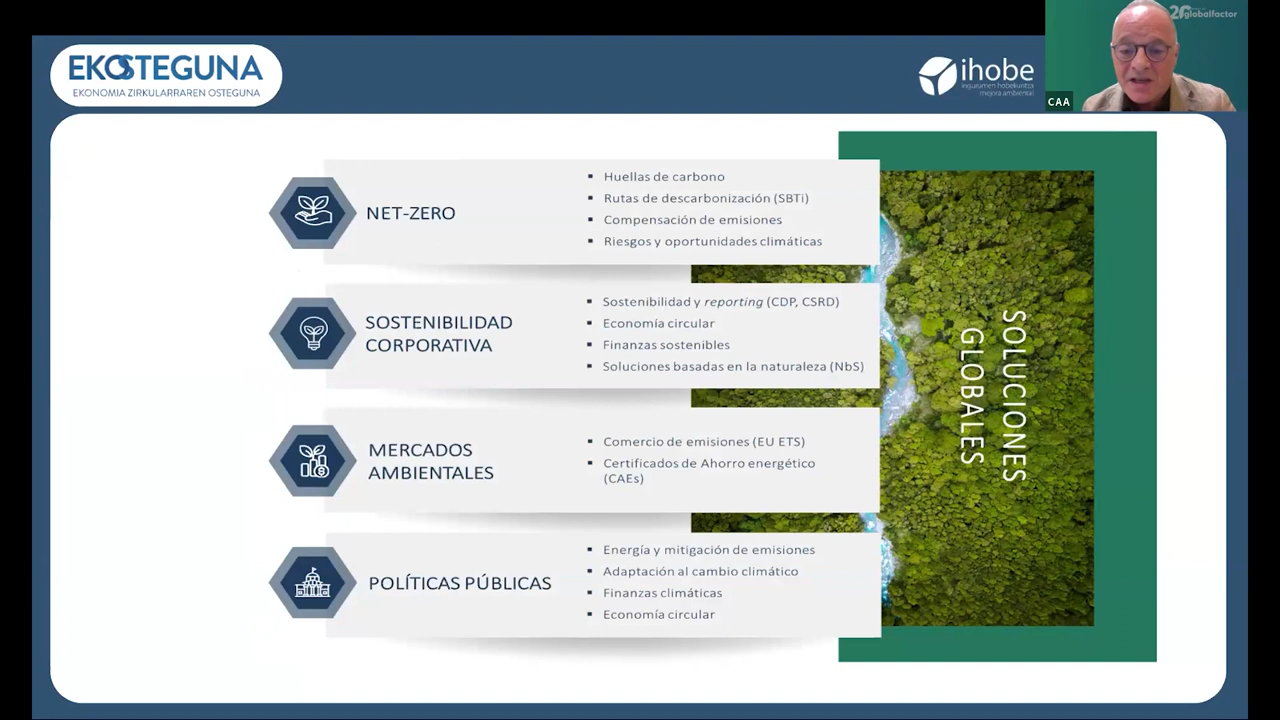 EKOSTEGUNA
EKONOMIA ZIRKULARRAREN OSTEGUNA
ihobe
ingurumen hobekuntza
mejora ambiental
20 globalfactor
CAA
NET-ZERO
▪ Huellas de carbono
▪ Rutas de descarbonización (SBTi)
▪ Compensación de emisiones
▪ Riesgos y oportunidades climáticas
SOSTENIBILIDAD
CORPORATIVA
▪ Sostenibilidad y reporting (CDP, CSRD)
▪ Economía circular
▪ Finanzas sostenibles
▪ Soluciones basadas en la naturaleza (NbS)
MERCADOS
AMBIENTALES
▪ Comercio de emisiones (EU ETS)
▪ Certificados de Ahorro energético
(CAEs)
POLÍTICAS PÚBLICAS
▪ Energía y mitigación de emisiones
▪ Adaptación al cambio climático
▪ Finanzas climáticas
▪ Economía circular
SOLUCIONES
GLOBALES